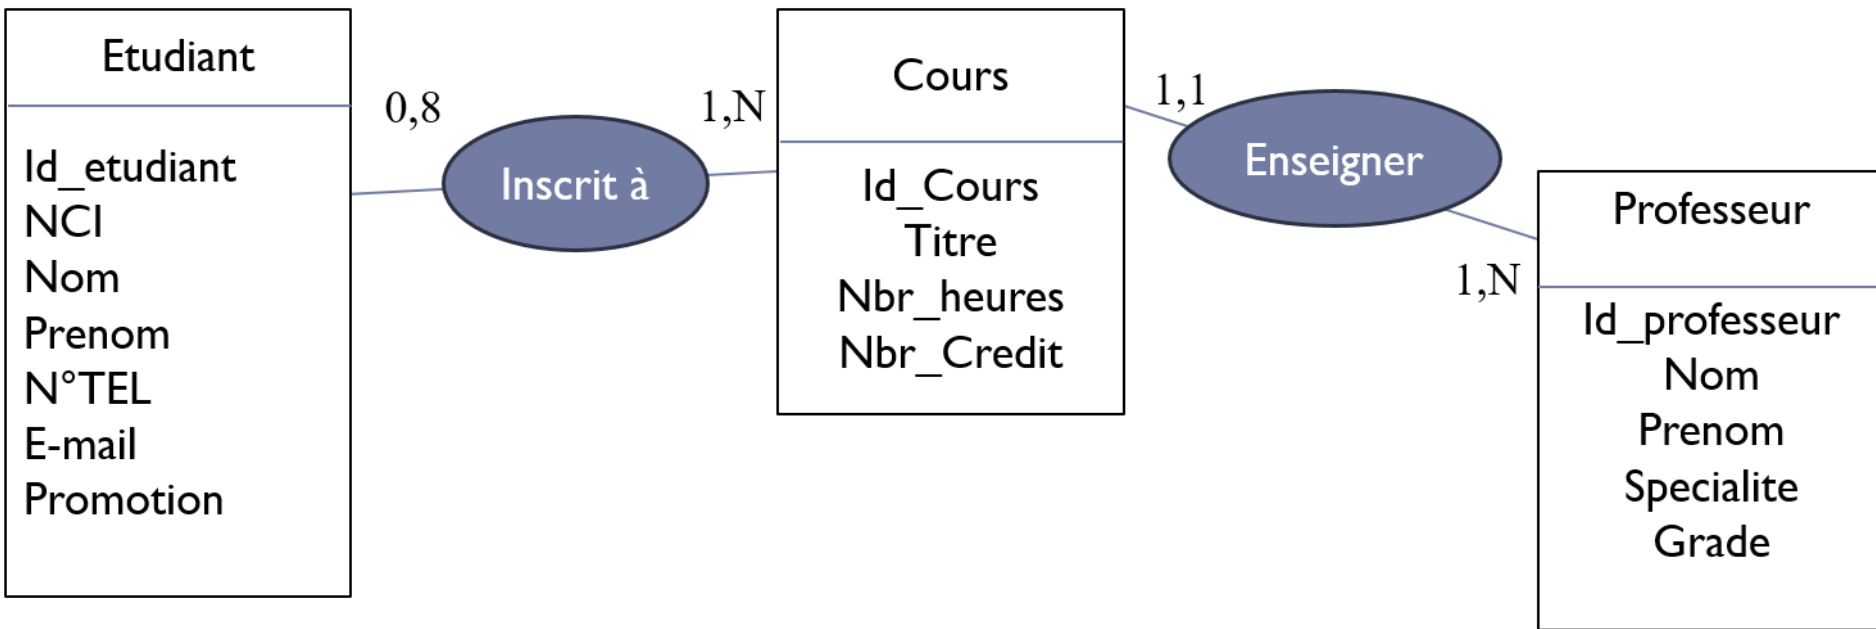 Etudiant
Id_etudiant
NCI
Nom
Prenom
N°TEL
E-mail
Promotion
0,8
Inscrit à
1,N
Cours
Id_Cours
Titre
Nbr_heures
Nbr_Credit
1,1
Enseigner
1,N
Professeur
Id_professeur
Nom
Prenom
Specialite
Grade